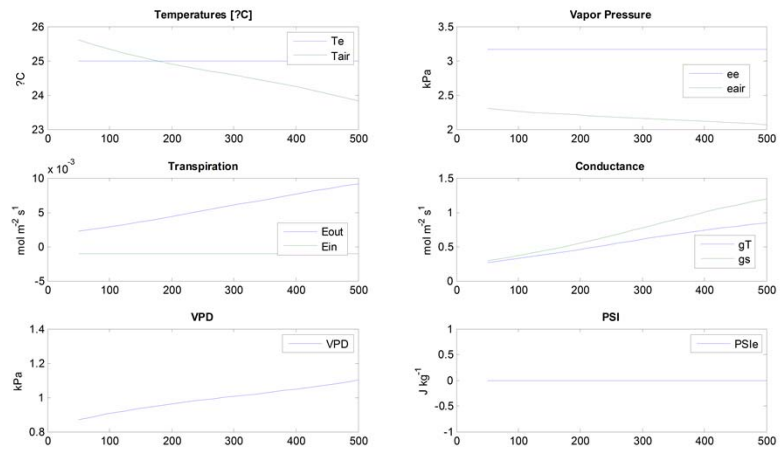 Temperatures [?C]
26
25
24
23
?C
Te
Tair
0
100
200
300
400
500
Vapor Pressure
3.5
3
2.5
2
kPa
ee
eair
0
100
200
300
400
500
Transpiration
x 10⁻³
10
5
0
-5
mol m⁻² s¹
Eout
Ein
0
100
200
300
400
500
Conductance
1.5
1
0.5
0
mol m⁻² s¹
gT
gs
0
100
200
300
400
500
VPD
1.4
1.2
1.0
0.8
kPa
VPD
0
100
200
300
400
500
PSI
1
0.5
0
-0.5
-1
J kg⁻¹
PSIe
0
100
200
300
400
500